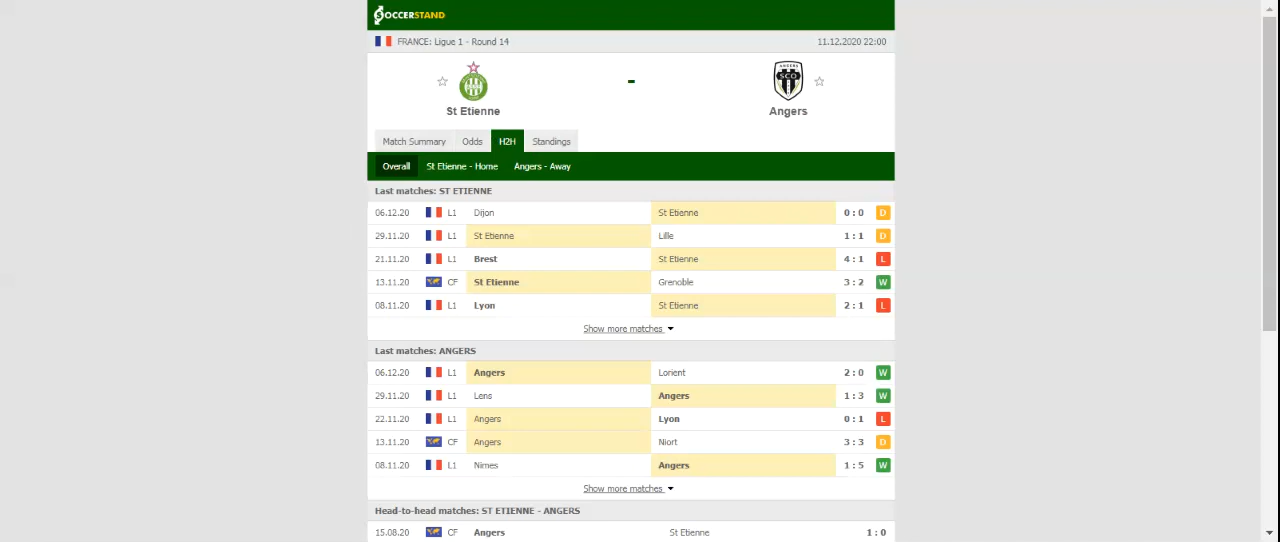 SOCCERSTAND
FRANCE: Ligue 1 - Round 14 11.12.2020 22:00
-
St Etienne Angers
Match Summary Odds H2H Standings
Overall St Etienne - Home Angers - Away
Last matches: ST ETIENNE
06.12.20 L1 Dijon St Etienne 0 : 0 D
29.11.20 L1 St Etienne Lille 1 : 1 D
21.11.20 L1 Brest St Etienne 4 : 1 L
13.11.20 CF St Etienne Grenoble 3 : 2 W
08.11.20 L1 Lyon St Etienne 2 : 1 L
Show more matches
Last matches: ANGERS
06.12.20 L1 Angers Lorient 2 : 0 W
29.11.20 L1 Lens Angers 1 : 3 W
22.11.20 L1 Angers Lyon 0 : 1 L
13.11.20 CF Angers Niort 3 : 3 D
08.11.20 L1 Nimes Angers 1 : 5 W
Show more matches
Head-to-head matches: ST ETIENNE - ANGERS
15.08.20 CF Angers St Etienne 1 : 0